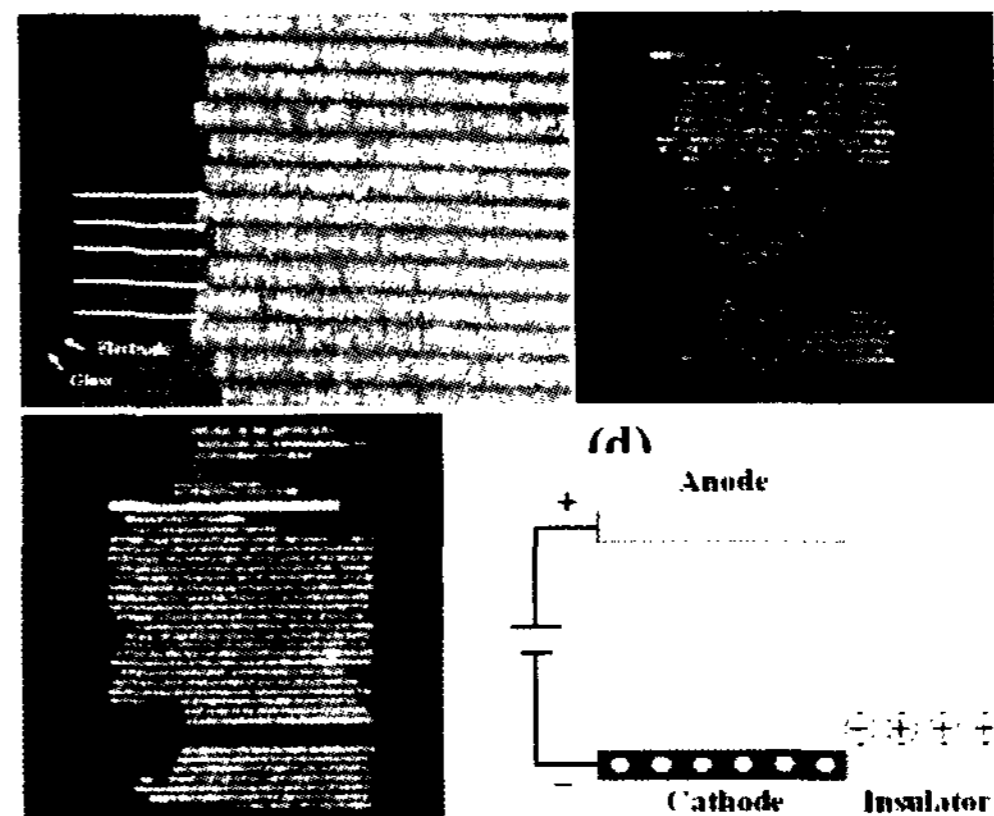 Electrode
Glass
(d)
Anode
+
−
− + + +
Cathode
Insulator